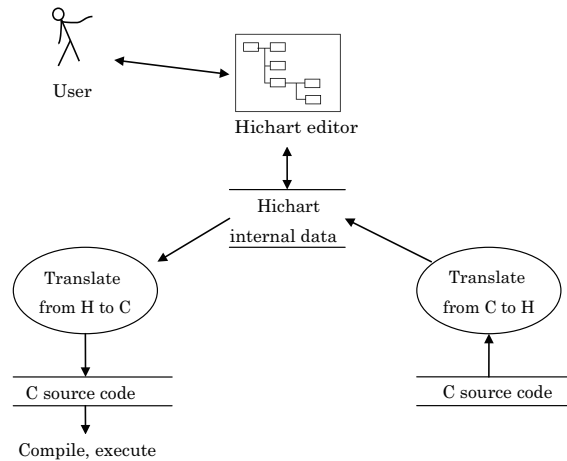 User
Hichart editor
Hichart
internal data
Translate
from H to C
Translate
from C to H
C source code
C source code
Compile, execute